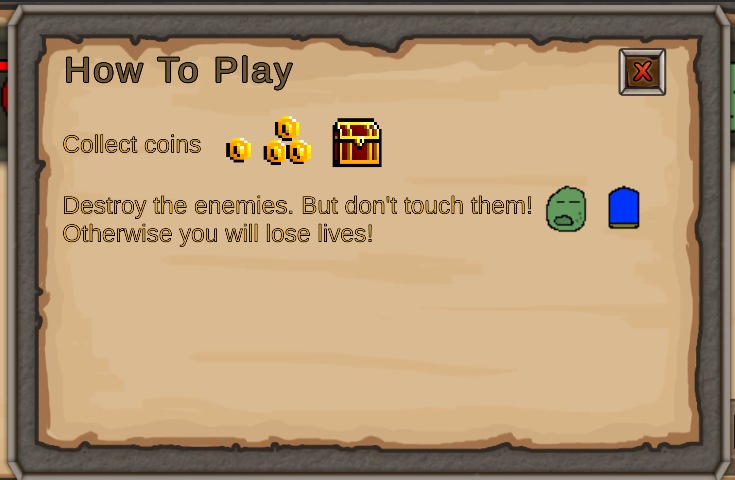 How To Play
X
Collect coins
Destroy the enemies. But don't touch them!
Otherwise you will lose lives!